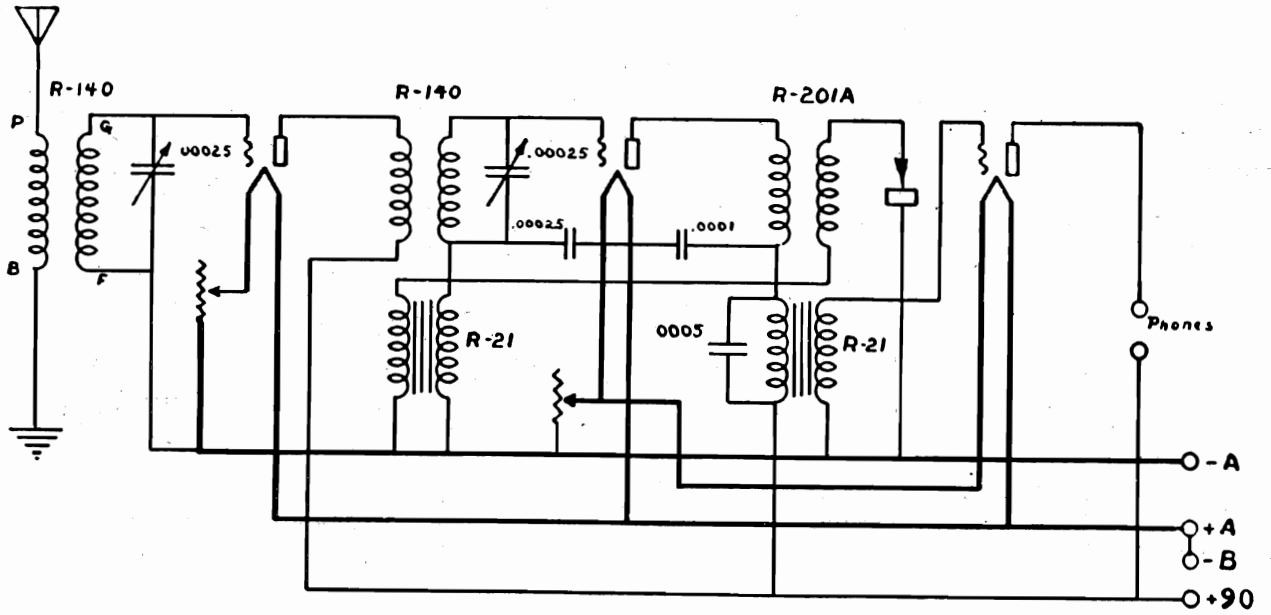 R-140
R-140
R-201A
P
G
00025
.00025
.00025
.0001
B
F
R-21
0005
R-21
Phones
-A
+A
-B
+90